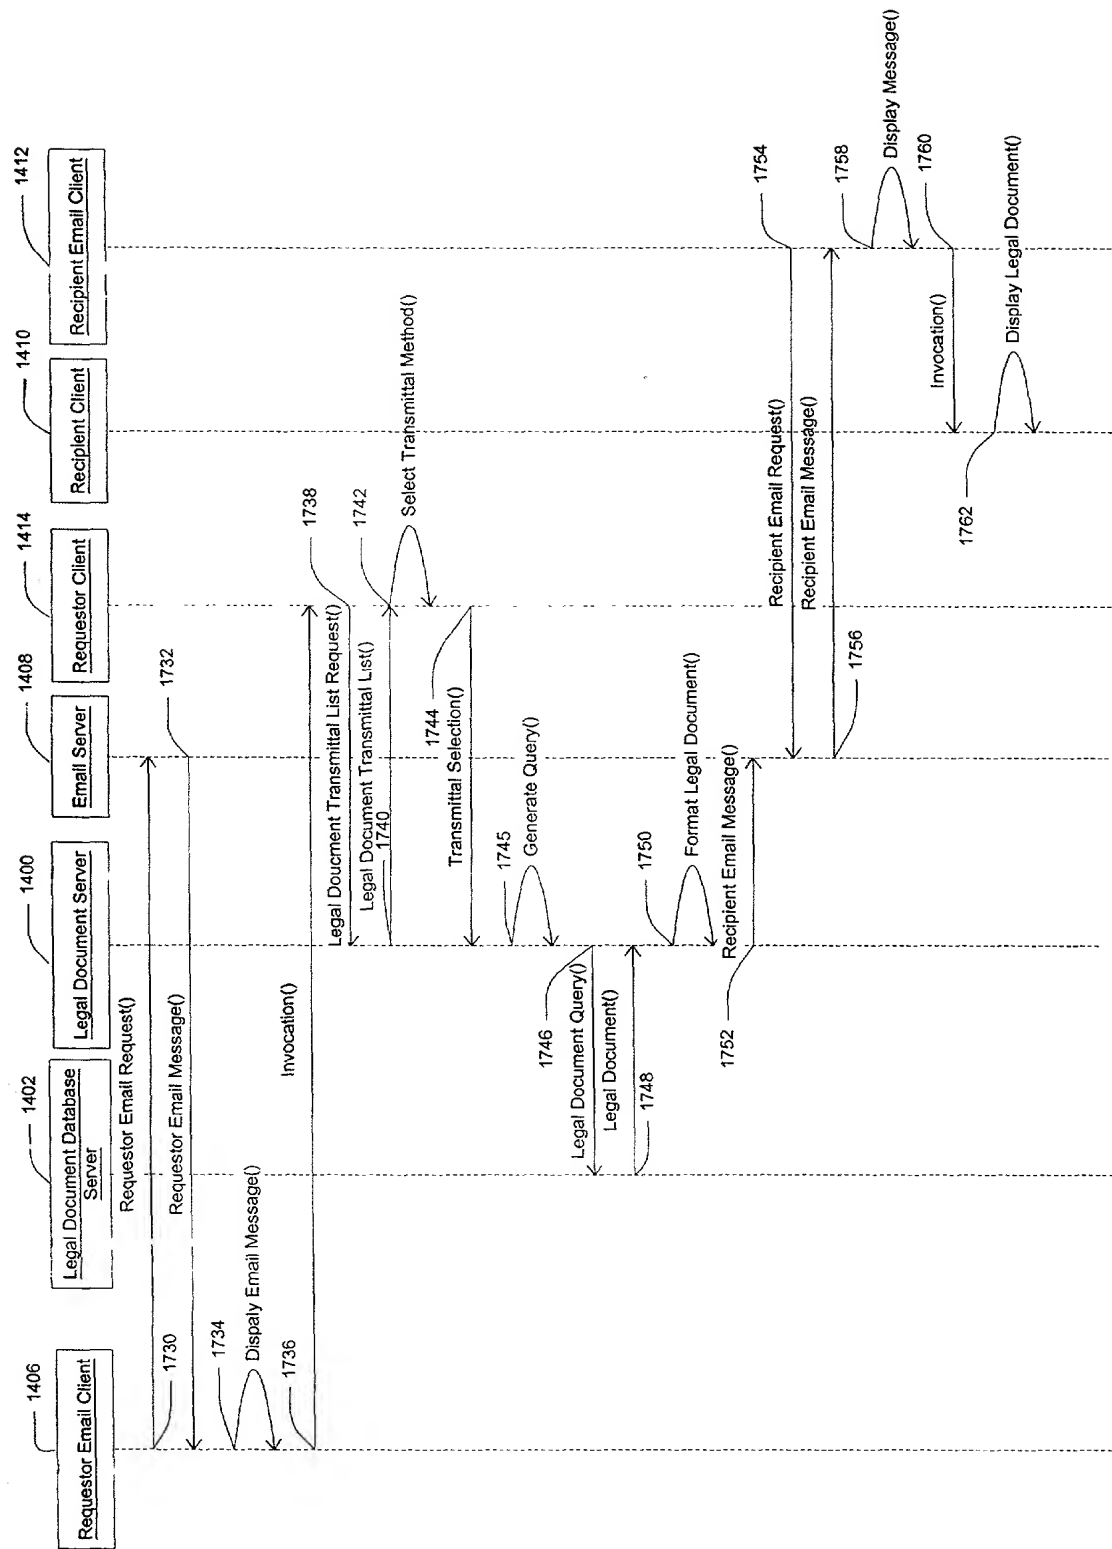 1406
Requestor Email Client
1402
Legal Document Database
Server
1400
Legal Document Server
1408
Email Server
1414
Requestor Client
1410
Recipient Client
1412
Recipient Email Client
Requestor Email Request()
1730
Requestor Email Message()
1732
1734
Dispaly Email Message()
1736
Invocation()
1738
Legal Doucment Transmittal List Request()
Legal Document Transmittal List()
1740
1742
Select Transmittal Method()
1744
Transmittal Selection()
1745
Generate Query()
1746
Legal Document Query()
Legal Document()
1748
1750
Format Legal Document()
Recipient Email Message()
1752
1754
Recipient Email Request()
Recipient Email Message()
1756
1758
Display Message()
1760
Invocation()
1762
Display Legal Document()